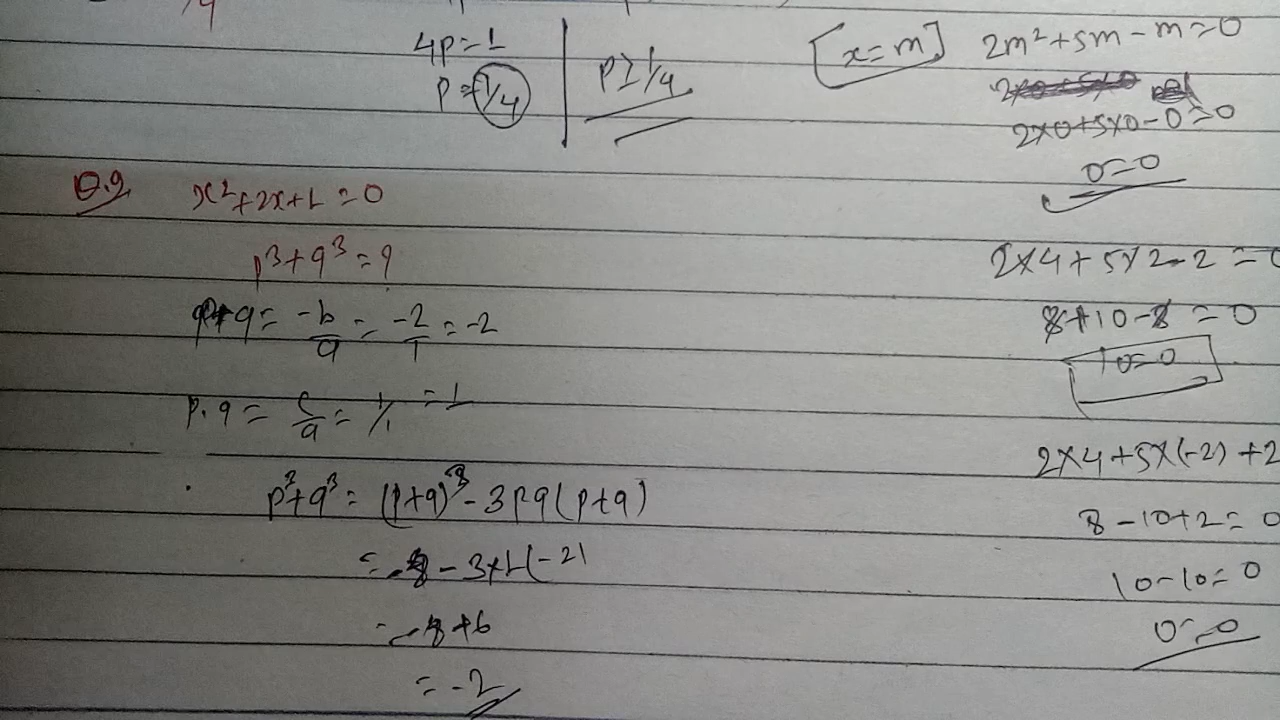 4p=1
p=1/4
p≥1/4
[x=m] 2m²+5m-m=0
2×0+5×0-0=0
0=0
Q.2 x²+2x+1=0
p³+q³=?
p+q = -b/a = -2/1 = -2
p.q = c/a = 1/1 = 1
p³+q³ = (p+q)³ - 3pq(p+q)
= -8 - 3×1(-2)
= -8+6
= -2
2×4+5×2-2=0
8+10-8=0
10=0
2×4+5×(-2)+2
8-10+2=0
10-10=0
0=0